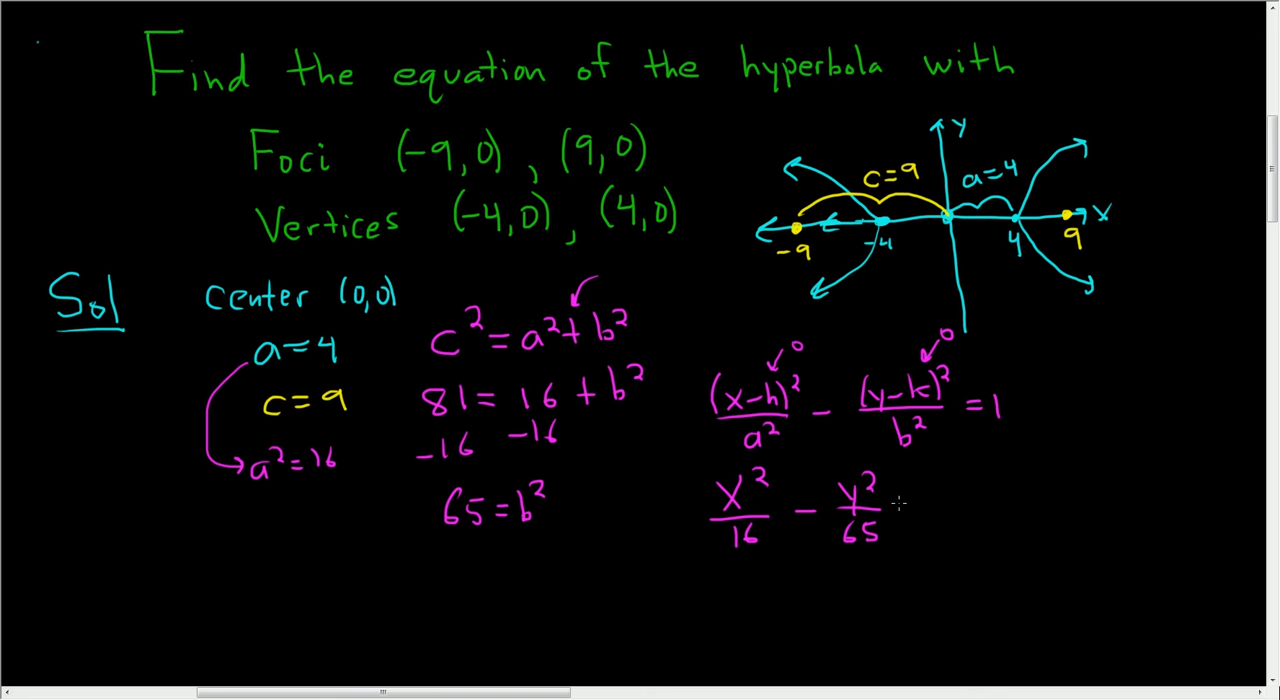 Find the equation of the hyperbola with
Foci (-9,0), (9,0)
Vertices (-4,0), (4,0)
Y
c=9
a=4
X
-9
-4
4
9
Sol
center (0,0)
a=4
c=9
a²=16
c²=a²+b²
81=16+b²
-16 -16
65=b²
0 0
(x-h)²/a² - (y-k)²/b² =1
x²/16 - y²/65